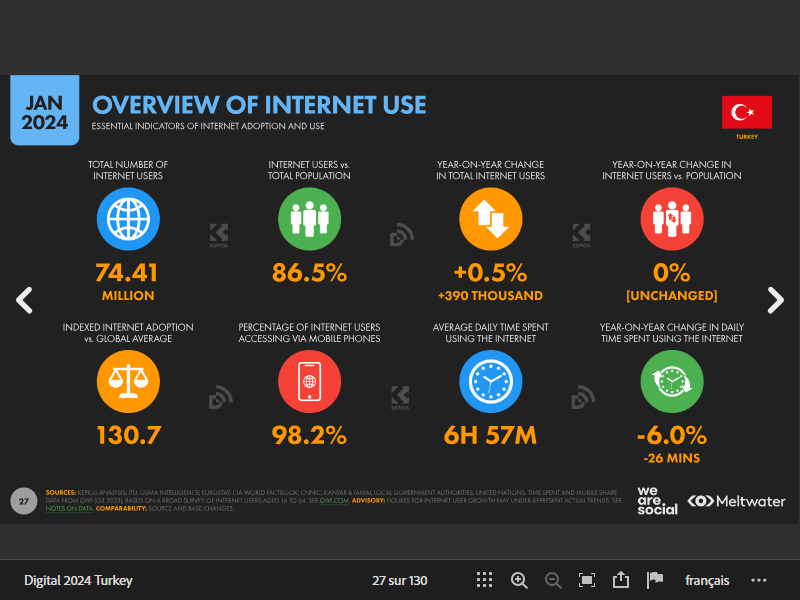 JAN
2024
OVERVIEW OF INTERNET USE
ESSENTIAL INDICATORS OF INTERNET ADOPTION AND USE
TURKEY
TOTAL NUMBER OF
INTERNET USERS
74.41
MILLION
INTERNET USERS vs.
TOTAL POPULATION
86.5%
YEAR-ON-YEAR CHANGE
IN TOTAL INTERNET USERS
+0.5%
+390 THOUSAND
YEAR-ON-YEAR CHANGE IN
INTERNET USERS vs. POPULATION
0%
[UNCHANGED]
KEPIOS
KEPIOS
INDEXED INTERNET ADOPTION
vs. GLOBAL AVERAGE
130.7
PERCENTAGE OF INTERNET USERS
ACCESSING VIA MOBILE PHONES
98.2%
AVERAGE DAILY TIME SPENT
USING THE INTERNET
6H 57M
YEAR-ON-YEAR CHANGE IN DAILY
TIME SPENT USING THE INTERNET
-6.0%
-26 MINS
KEPIOS
27
SOURCES: KEPIOS ANALYSIS; ITU; GSMA INTELLIGENCE; EUROSTAT; CIA WORLD FACTBOOK; CNNIC; KANTAR & IAMAI; LOCAL GOVERNMENT AUTHORITIES; UNITED NATIONS. TIME SPENT AND MOBILE SHARE
DATA FROM GWI (Q3 2023), BASED ON A BROAD SURVEY OF INTERNET USERS AGED 16 TO 64. SEE GWI.COM. ADVISORY: FIGURES FOR INTERNET USER GROWTH MAY UNDER-REPRESENT ACTUAL TRENDS. SEE
NOTES ON DATA. COMPARABILITY: SOURCE AND BASE CHANGES.
we
are.
social
Meltwater
Digital 2024 Turkey
27 sur 130
français